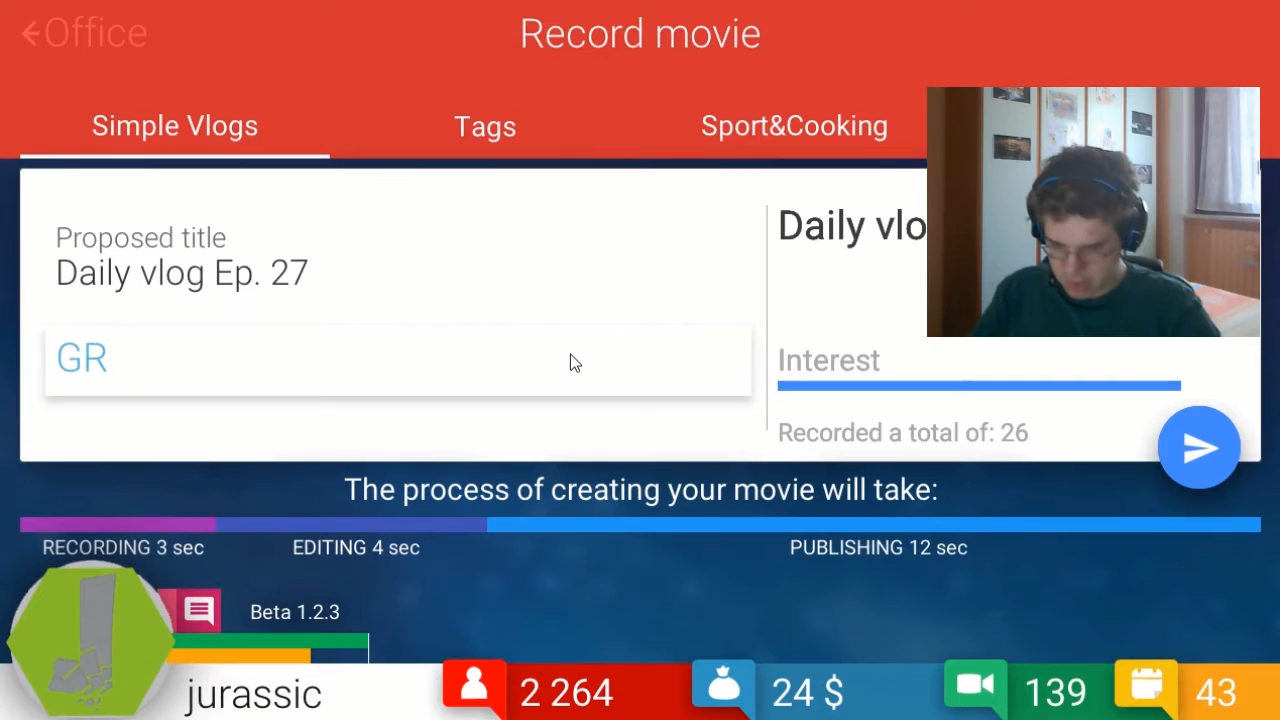 Office
Record movie
Simple Vlogs
Tags
Sport&Cooking
Proposed title
Daily vlog Ep. 27
GR
Daily vlo
Interest
Recorded a total of: 26
The process of creating your movie will take:
RECORDING 3 sec
EDITING 4 sec
PUBLISHING 12 sec
Beta 1.2.3
jurassic
2 264
24 $
139
43